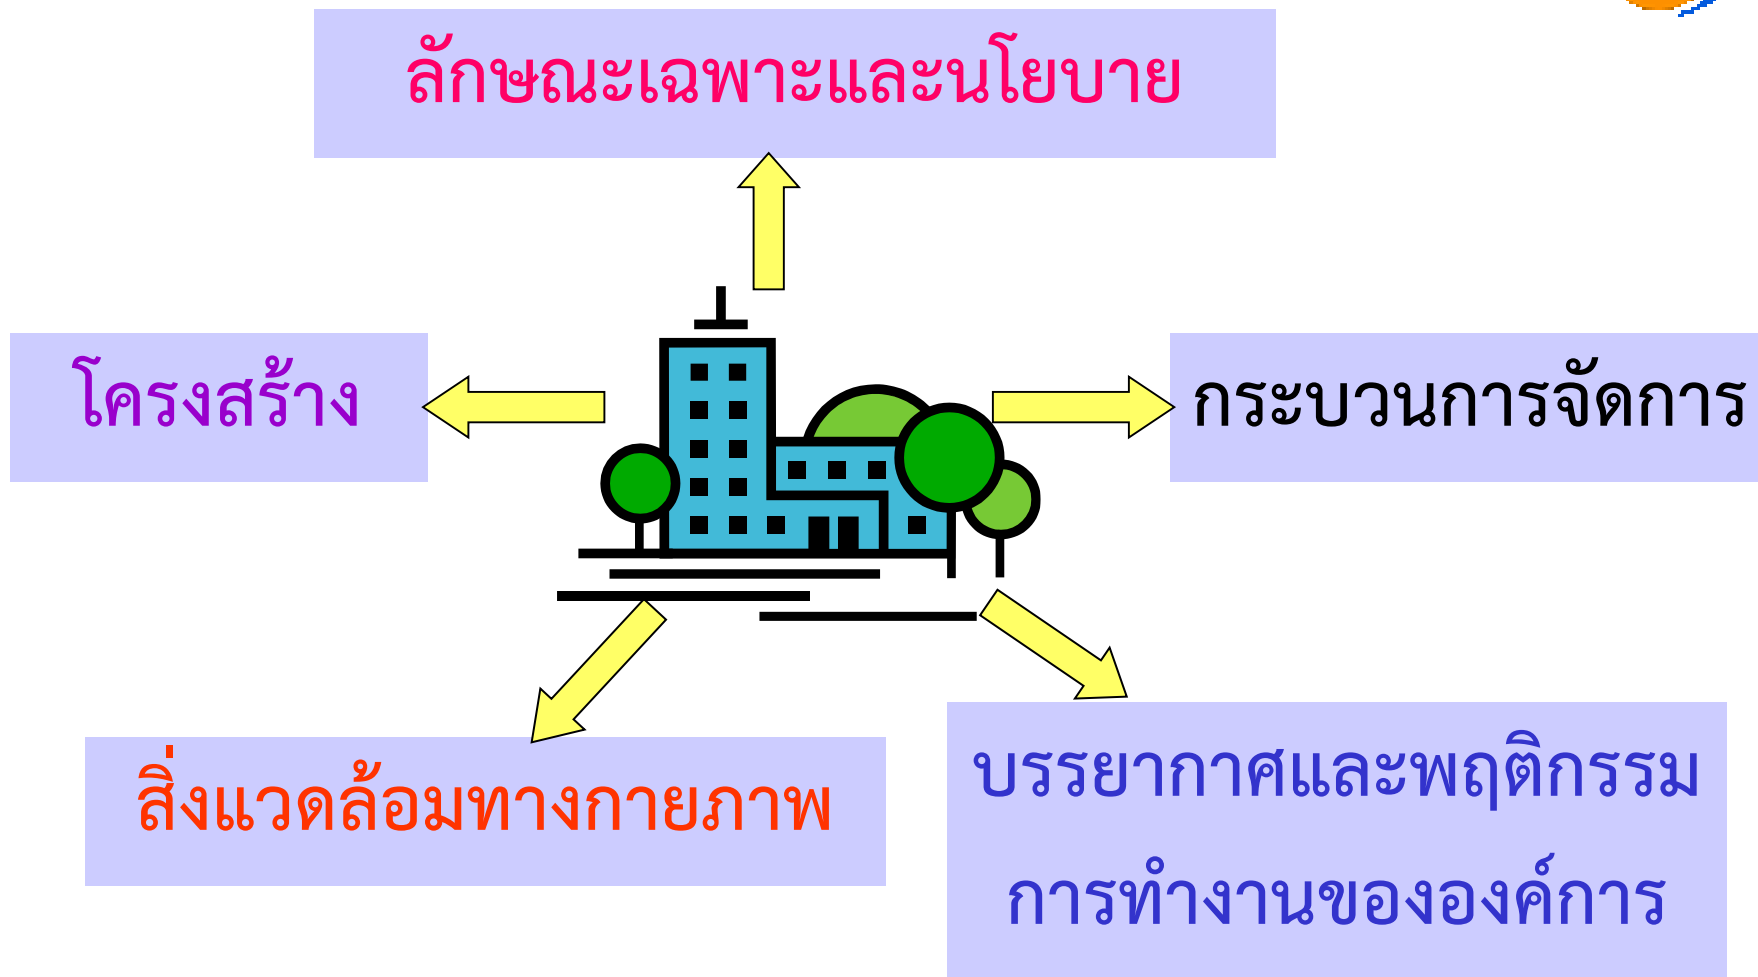 ลักษณะเฉพาะและนโยบาย
โครงสร้าง
กระบวนการจัดการ
สิ่งแวดล้อมทางกายภาพ
บรรยากาศและพฤติกรรม
การทำงานขององค์การ